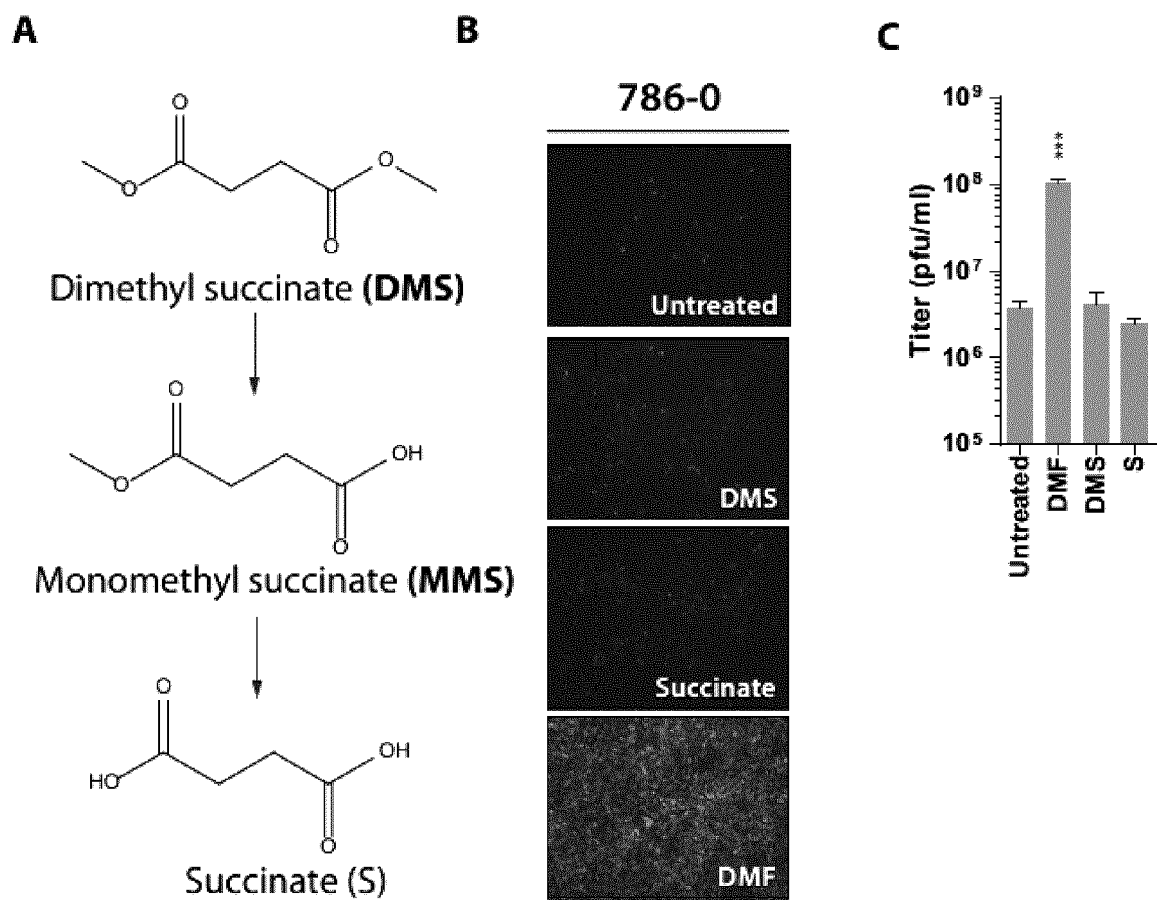 A
O
O
O
O
Dimethyl succinate (DMS)
O
OH
O
O
Monomethyl succinate (MMS)
O
OH
HO
O
Succinate (S)
B
786-0
Untreated
DMS
Succinate
DMF
C
Titer (pfu/ml)
10⁹
10⁸
10⁷
10⁶
10⁵
***
Untreated
DMF
DMS
S